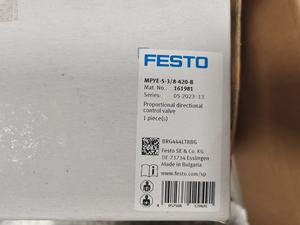 FESTO
MPYE-5-3/8-420-B
Mat. No.: 161981
Series: 05-2023:13
Proportional directional
control valve
1 piece(s)
BRG444LT8BG
Festo SE & Co. KG
DE-73734 Esslingen
Made in Bulgaria
www.festo.com/sp